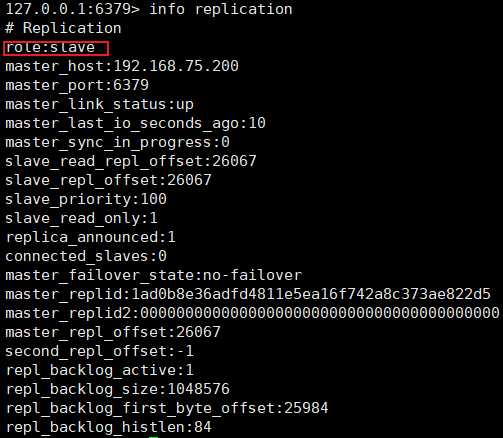 127.0.0.1:6379> info replication
# Replication
role:slave
master_host:192.168.75.200
master_port:6379
master_link_status:up
master_last_io_seconds_ago:10
master_sync_in_progress:0
slave_read_repl_offset:26067
slave_repl_offset:26067
slave_priority:100
slave_read_only:1
replica_announced:1
connected_slaves:0
master_failover_state:no-failover
master_replid:1ad0b8e36adfd4811e5ea16f742a8c373ae822d5
master_replid2:0000000000000000000000000000000000000000
master_repl_offset:26067
second_repl_offset:-1
repl_backlog_active:1
repl_backlog_size:1048576
repl_backlog_first_byte_offset:25984
repl_backlog_histlen:84